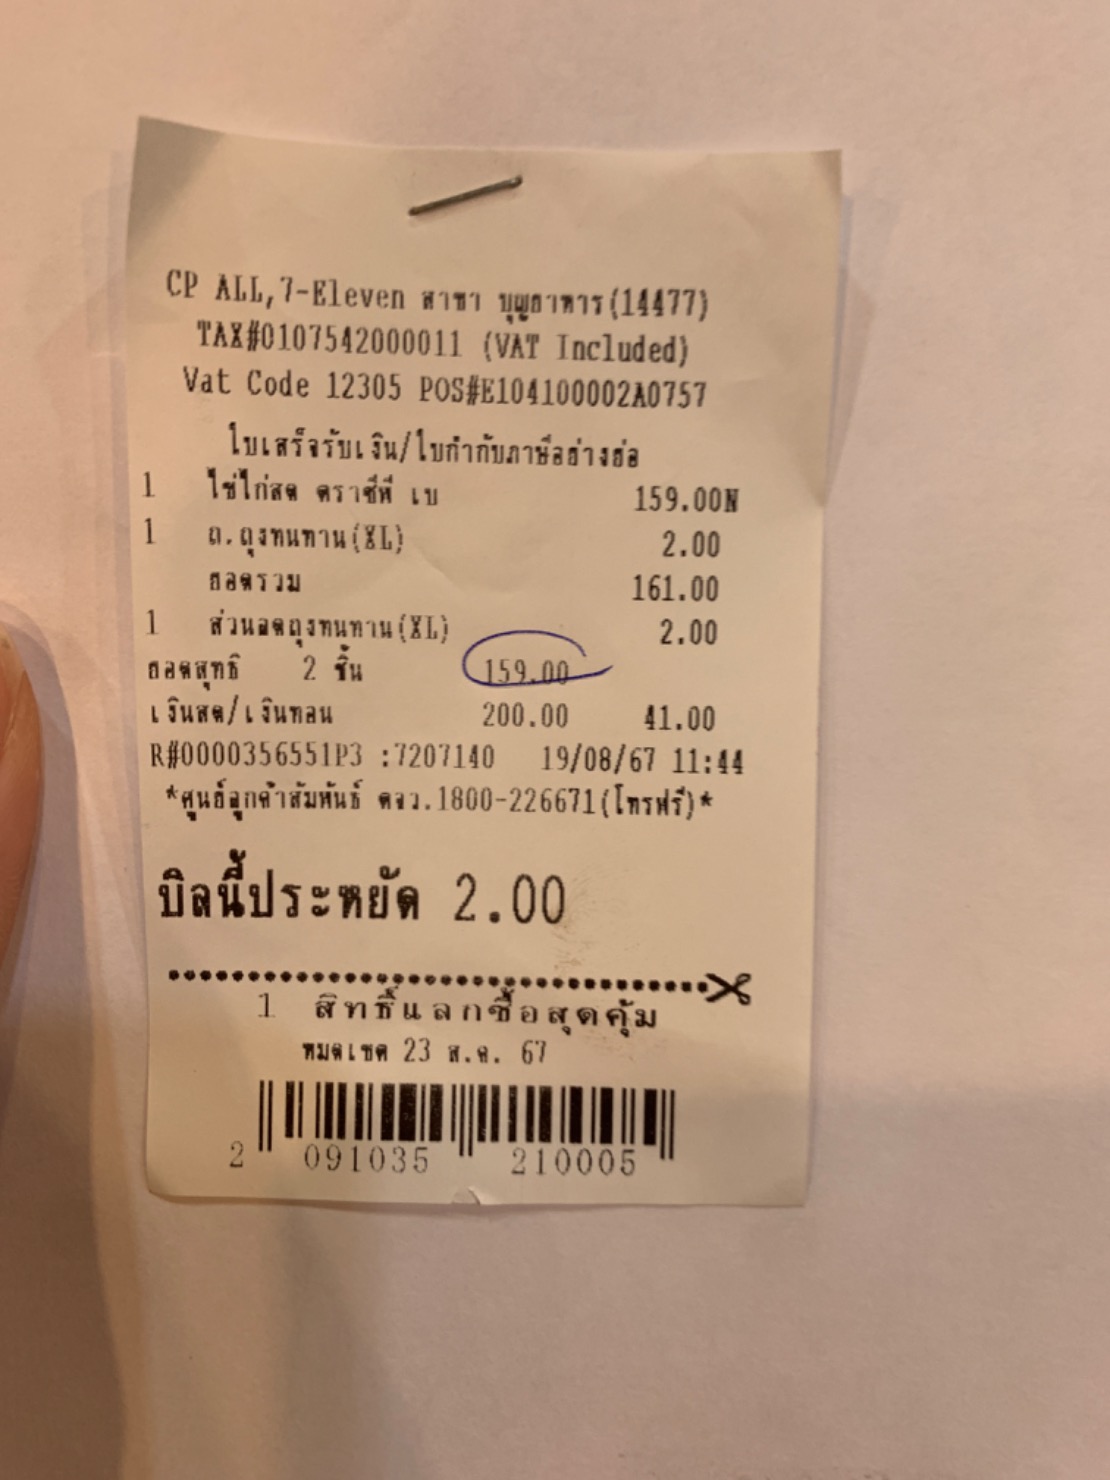 CP ALL,7-Eleven สาขา บุญธาหาร(14477)
TAX#0107542000011 (VAT Included)
Vat Code 12305 POS#E104100002A0757
ใบเสร็จรับเงิน/ใบกำกับภาษีอย่างย่อ
1 ไข่ไก่สด ตราซีพี เบ 159.00N
1 ถ.ถุงทนทาน(XL) 2.00
ยอดรวม 161.00
1 ส่วนลดถุงทนทาน(XL) 2.00
ยอดสุทธิ 2 ชิ้น 159.00
เงินสด/เงินทอน 200.00 41.00
R#0000356551P3 :7207140 19/08/67 11:44
*ศูนย์ลูกค้าสัมพันธ์ ตจว.1800-226671(โทรฟรี)*
บิลนี้ประหยัด 2.00
1 สิทธิ์แลกซื้อสุดคุ้ม
หมดเขต 23 ส.ค. 67
2 091035 210005